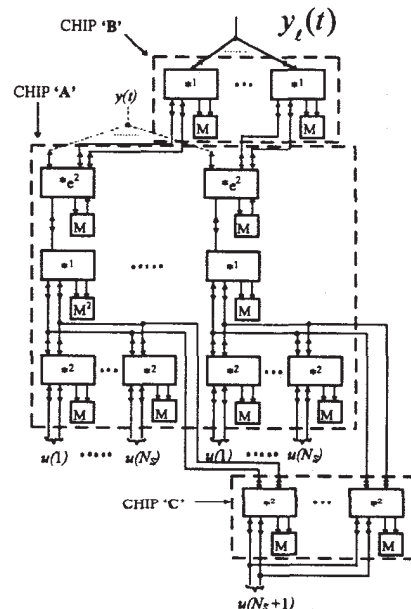 y_ℓ(t)
CHIP 'B'
*¹ ... *¹
CHIP 'A'
y(t)
M M
*e² *e²
M M
*¹ ..... *¹
M² M
*² ... *² *² ... *²
M M M M
u(1) ..... u(N_S) u(1) ..... u(N_S)
CHIP 'C'
*² ... *²
M M
u(N_S+1)